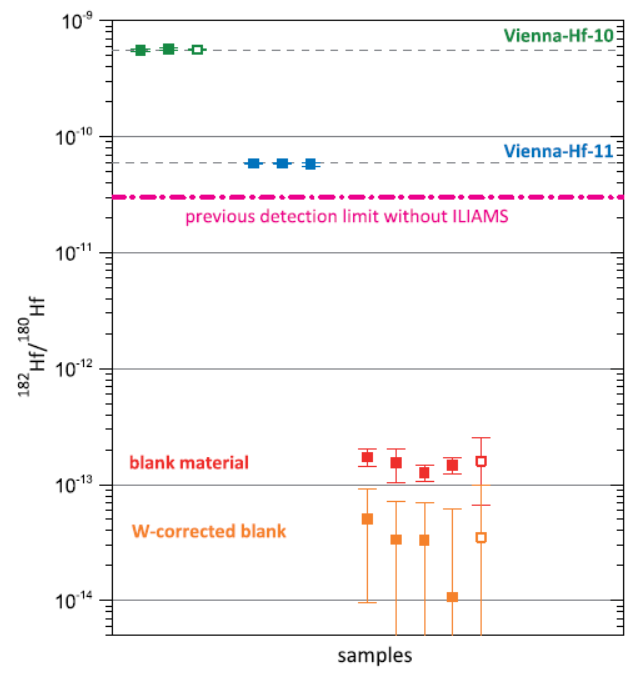 10⁻⁹
Vienna-Hf-10
10⁻¹⁰
Vienna-Hf-11
previous detection limit without ILIAMS
10⁻¹¹
¹⁸²Hf/¹⁸⁰Hf
10⁻¹²
blank material
10⁻¹³
W-corrected blank
10⁻¹⁴
samples